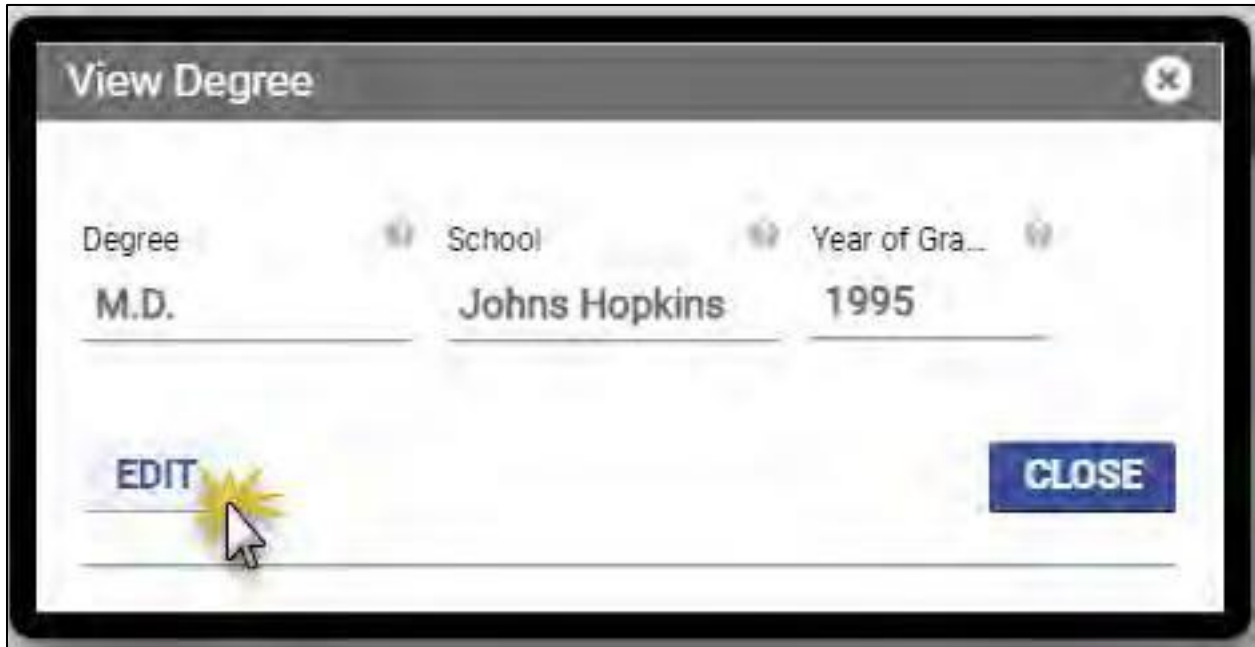 View Degree
Degree School Year of Gra...
M.D. Johns Hopkins 1995
EDIT CLOSE